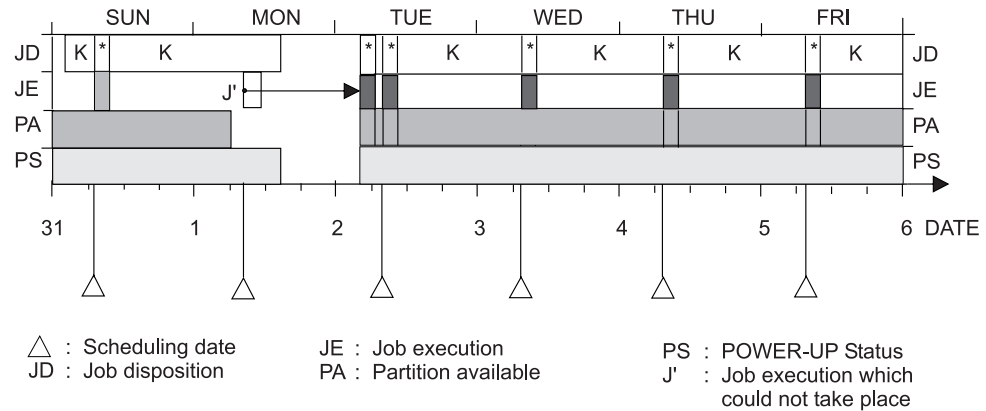 SUN MON TUE WED THU FRI
JD K * K * * K * K * K * K JD
JE J' JE
PA PA
PS PS
31 1 2 3 4 5 6 DATE
△ : Scheduling date
JD : Job disposition
JE : Job execution
PA : Partition available
PS : POWER-UP Status
J' : Job execution which
could not take place